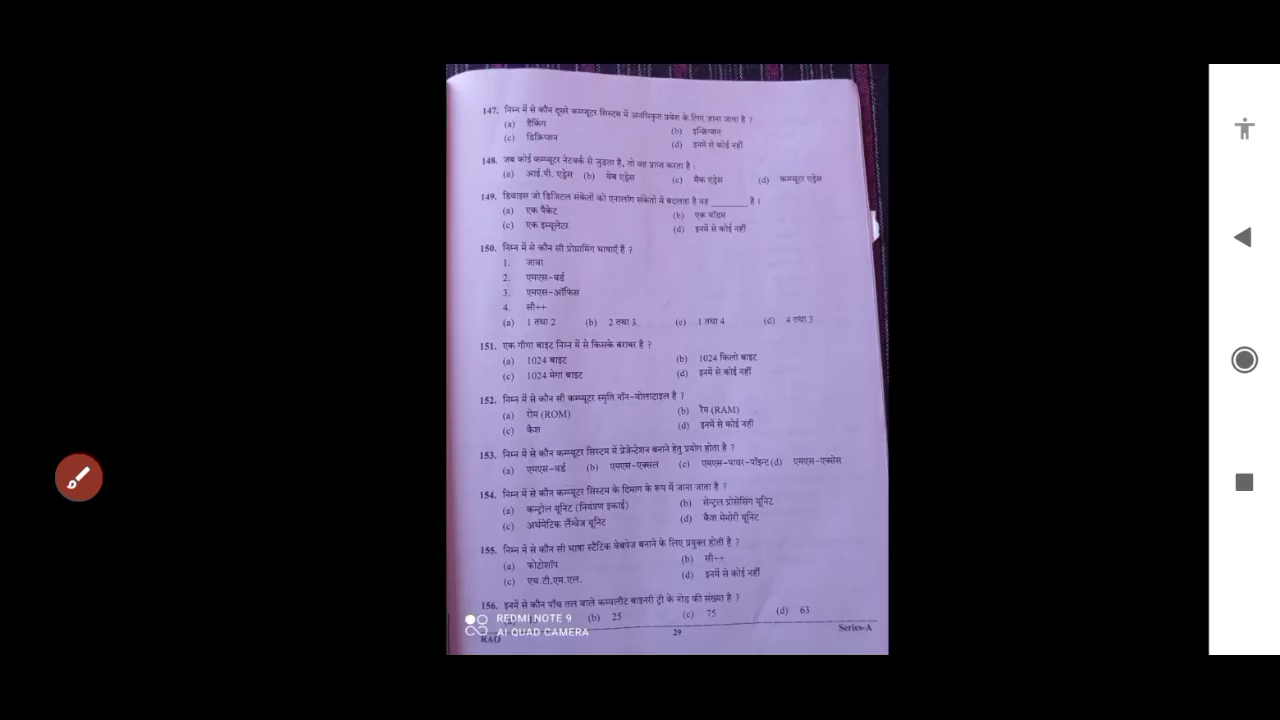 147. निम्न में से कौन दूसरे कम्प्यूटर सिस्टम में अनधिकृत प्रवेश के लिए जाना जाता है ?
(a) हैकिंग (b) इन्क्रिप्शन
(c) डिक्रिप्शन (d) इनमें से कोई नहीं
148. जब कोई कम्प्यूटर नेटवर्क से जुड़ता है, तो वह प्राप्त करता है :
(a) आई.पी. एड्रेस (b) वेब एड्रेस (c) मैक एड्रेस (d) कम्प्यूटर एड्रेस
149. डिवाइस जो डिजिटल संकेतों को एनालॉग संकेतों में बदलता है वह ________ है ।
(a) एक पैकेट (b) एक मॉडम
(c) एक इम्यूलेटर (d) इनमें से कोई नहीं
150. निम्न में से कौन सी प्रोग्रामिंग भाषाएँ हैं ?
1. जावा
2. एमएस-वर्ड
3. एमएस-ऑफिस
4. सी++
(a) 1 तथा 2 (b) 2 तथा 3 (c) 1 तथा 4 (d) 4 तथा 3
151. एक गीगा बाइट निम्न में से किसके बराबर है ?
(a) 1024 बाइट (b) 1024 किलो बाइट
(c) 1024 मेगा बाइट (d) इनमें से कोई नहीं
152. निम्न में से कौन सी कम्प्यूटर स्मृति नॉन-वोलाटाइल है ?
(a) रोम (ROM) (b) रैम (RAM)
(c) कैश (d) इनमें से कोई नहीं
153. निम्न में से कौन कम्प्यूटर सिस्टम में प्रेजेन्टेशन बनाने हेतु प्रयोग होता है ?
(a) एमएस-वर्ड (b) एमएस-एक्सल (c) एमएस-पावर-पॉइन्ट (d) एमएस-एक्सेस
154. निम्न में से कौन कम्प्यूटर सिस्टम के दिमाग के रूप में जाना जाता है ?
(a) कन्ट्रोल यूनिट (नियंत्रण इकाई) (b) सेन्ट्रल प्रोसेसिंग यूनिट
(c) अर्थमेटिक लैंग्वेज यूनिट (d) कैश मेमोरी यूनिट
155. निम्न में से कौन सी भाषा स्टैटिक वेबपेज बनाने के लिए प्रयुक्त होती है ?
(a) फोटोशॉप (b) सी++
(c) एच.टी.एम.एल. (d) इनमें से कोई नहीं
156. इनमें से कौन पाँच तल वाले कम्पलीट बाइनरी ट्री के नोड की संख्या है ?
(b) 25 (c) 75 (d) 63
REDMI NOTE 9
AI QUAD CAMERA
RAO 29 Series-A